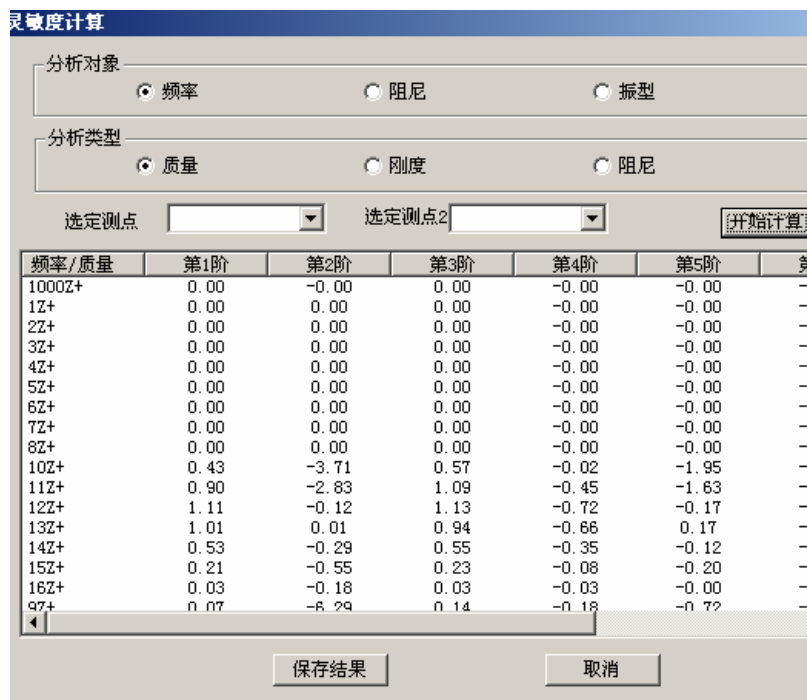 灵敏度计算
分析对象
频率 阻尼 振型
分析类型
质量 刚度 阻尼
选定测点 选定测点2 开始计算
频率/质量 第1阶 第2阶 第3阶 第4阶 第5阶 第
1000Z+ 0.00 -0.00 0.00 -0.00 -0.00 -
1Z+ 0.00 0.00 0.00 -0.00 -0.00 -
2Z+ 0.00 0.00 0.00 -0.00 -0.00 -
3Z+ 0.00 0.00 0.00 -0.00 -0.00 -
4Z+ 0.00 0.00 0.00 -0.00 -0.00 -
5Z+ 0.00 0.00 0.00 -0.00 -0.00 -
6Z+ 0.00 0.00 0.00 -0.00 -0.00 -
7Z+ 0.00 0.00 0.00 -0.00 -0.00 -
8Z+ 0.00 0.00 0.00 -0.00 -0.00 -
10Z+ 0.43 -3.71 0.57 -0.02 -1.95 -
11Z+ 0.90 -2.83 1.09 -0.45 -1.63 -
12Z+ 1.11 -0.12 1.13 -0.72 -0.17 -
13Z+ 1.01 0.01 0.94 -0.66 0.17 -
14Z+ 0.53 -0.29 0.55 -0.35 -0.12 -
15Z+ 0.21 -0.55 0.23 -0.08 -0.20 -
16Z+ 0.03 -0.18 0.03 -0.03 -0.00 -
9Z+ 0.07 -6.29 0.14 -0.18 -0.72 -
保存结果 取消